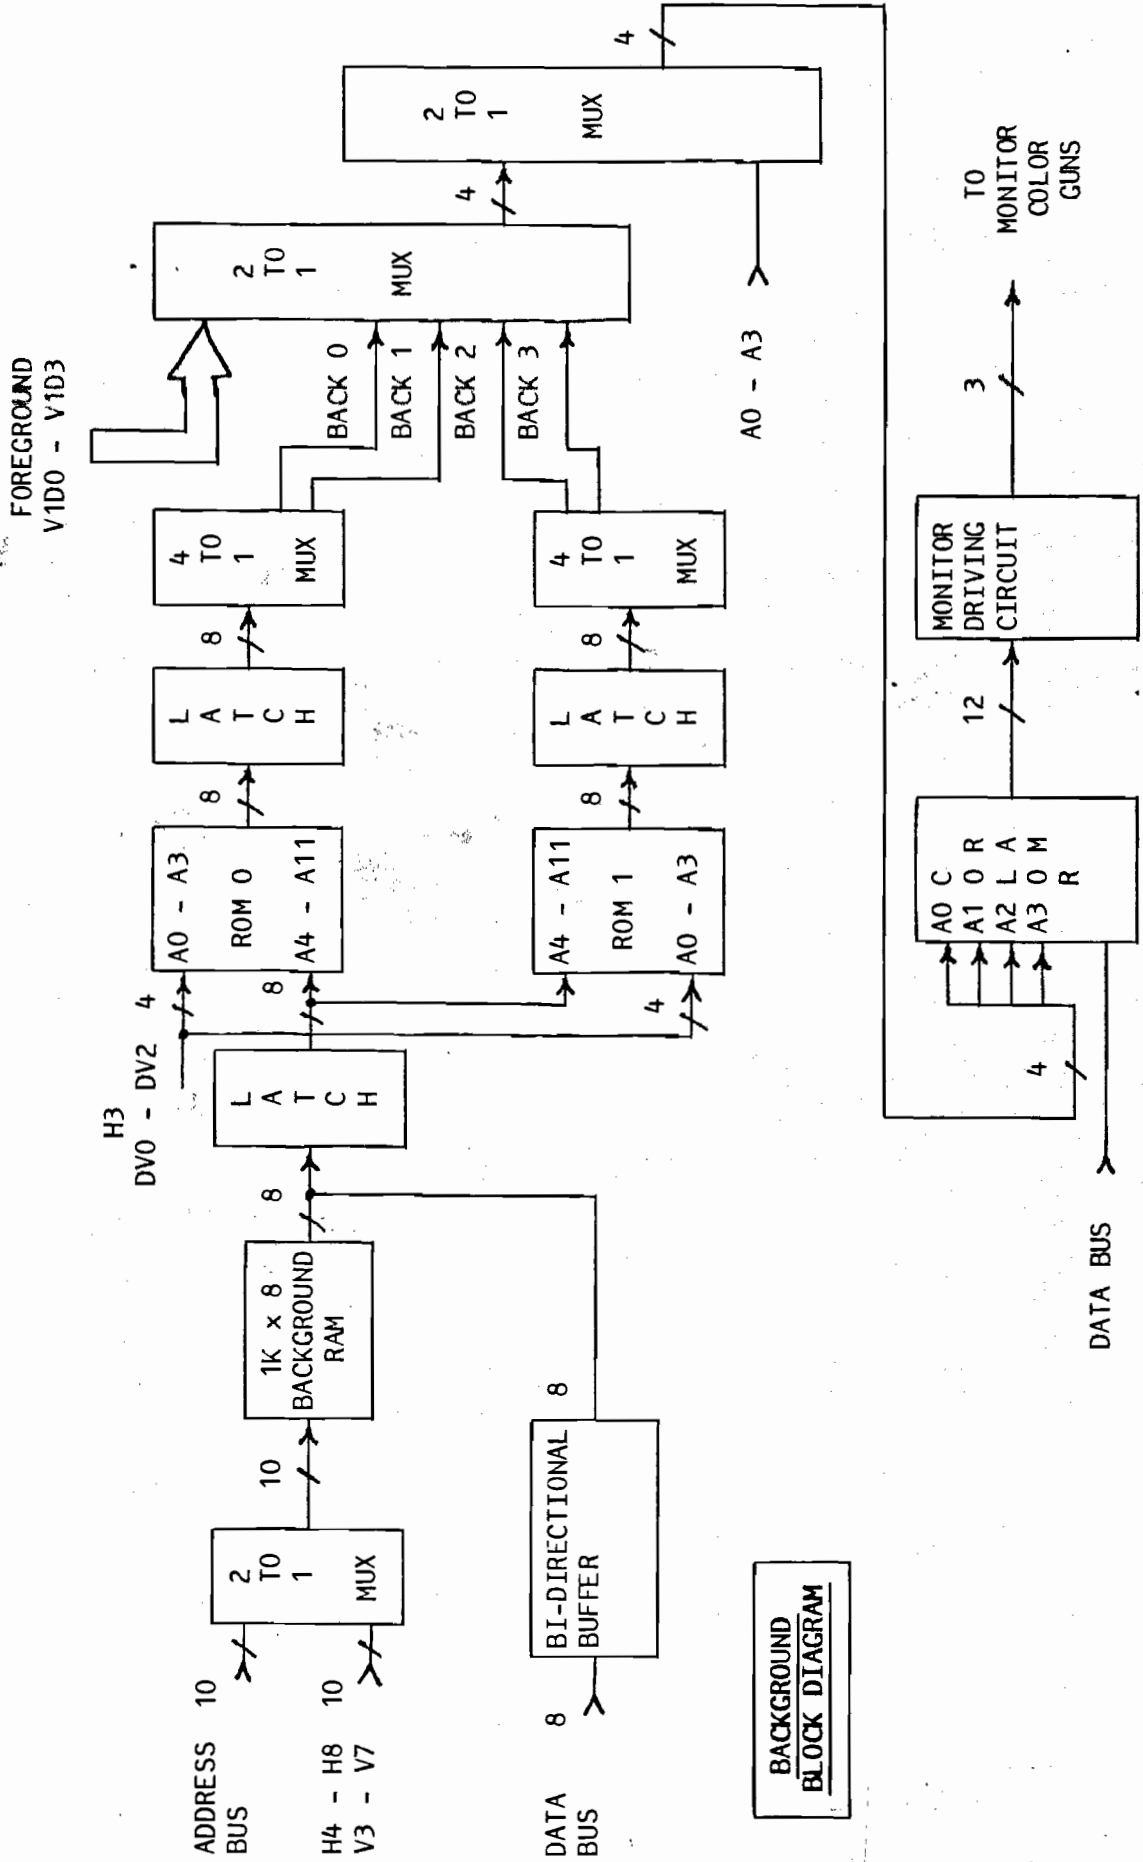 ADDRESS 10
BUS
H4 - H8 10
V3 - V7
2
TO
1
MUX
10
1K x 8
BACKGROUND
RAM
8
L
A
T
C
H
H3
DV0 - DV2
4
8
A0 - A3
ROM 0
A4 - A11
8
L
A
T
C
H
8
4
TO
1
MUX
FOREGROUND
V1D0 - V1D3
BACK 0
BACK 1
BACK 2
BACK 3
2
TO
1
MUX
4
2
TO
1
MUX
4
DATA 8
BUS
BI-DIRECTIONAL
BUFFER
8
4
A4 - A11
ROM 1
A0 - A3
8
L
A
T
C
H
8
4
TO
1
MUX
A0 - A3
BACKGROUND
BLOCK DIAGRAM
DATA BUS
4
A0 C
A1 O R
A2 L A
A3 O M
R
12
MONITOR
DRIVING
CIRCUIT
3
TO
MONITOR
COLOR
GUNS